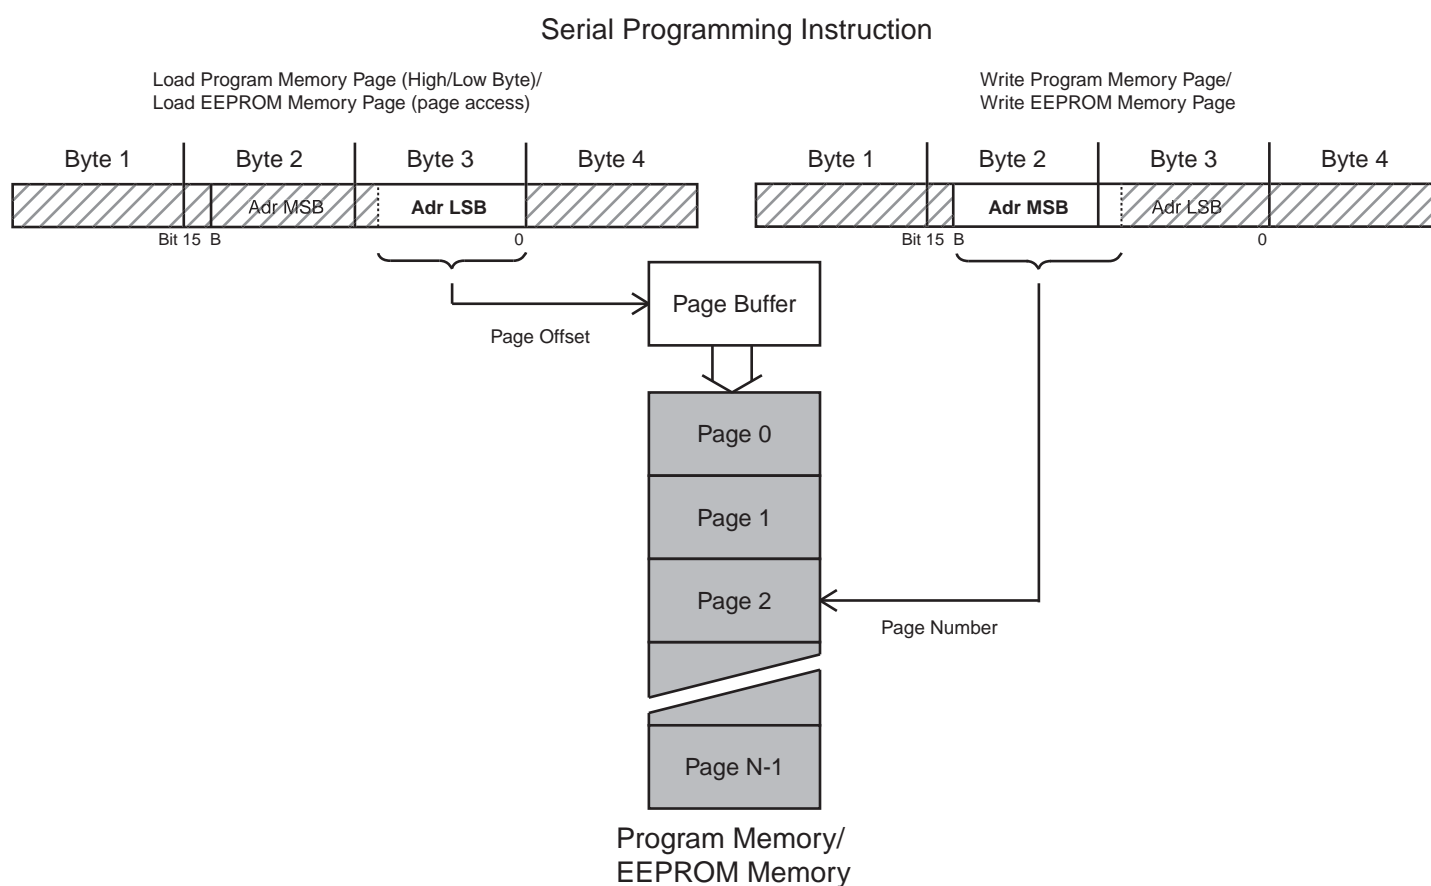 Serial Programming Instruction
Load Program Memory Page (High/Low Byte)/
Load EEPROM Memory Page (page access)
Write Program Memory Page/
Write EEPROM Memory Page
Byte 1 Byte 2 Byte 3 Byte 4
Adr MSB Adr LSB
Bit 15 B 0
Byte 1 Byte 2 Byte 3 Byte 4
Adr MSB Adr LSB
Bit 15 B 0
Page Buffer
Page Offset
Page 0
Page 1
Page 2
Page Number
Page N-1
Program Memory/
EEPROM Memory